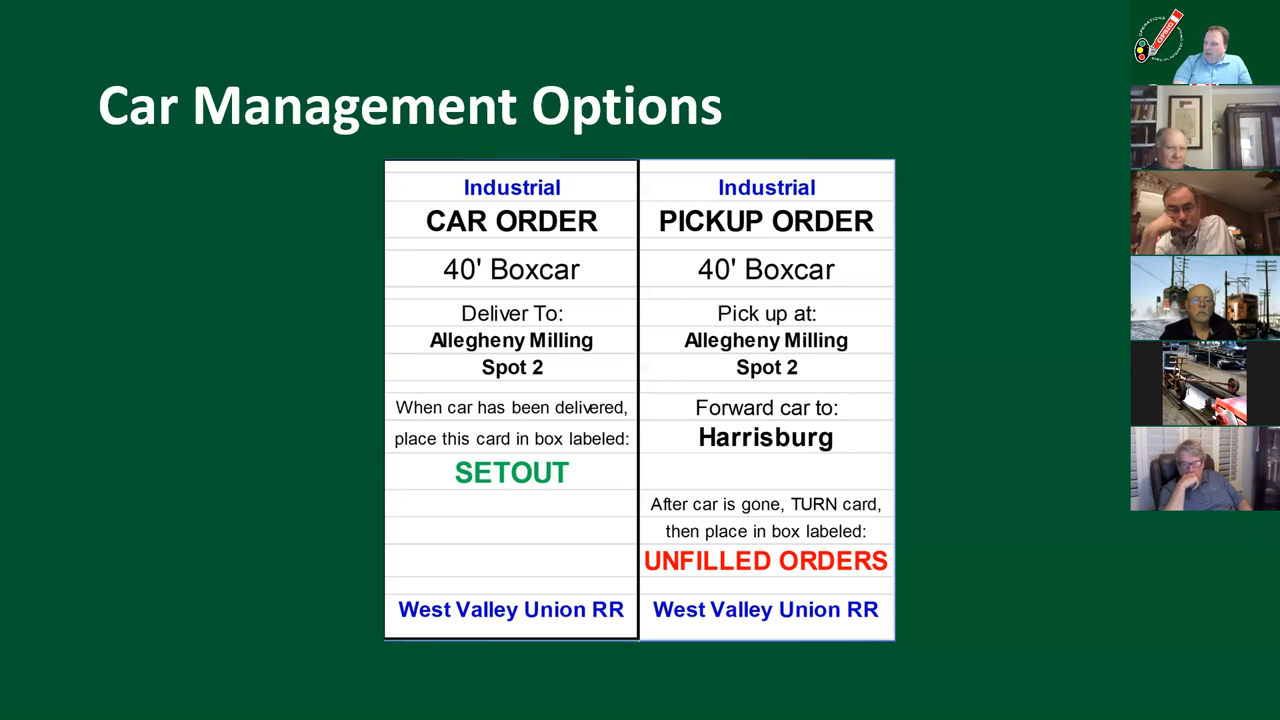 Car Management Options
Industrial
CAR ORDER
40' Boxcar
Deliver To:
Allegheny Milling
Spot 2
When car has been delivered,
place this card in box labeled:
SETOUT
West Valley Union RR
Industrial
PICKUP ORDER
40' Boxcar
Pick up at:
Allegheny Milling
Spot 2
Forward car to:
Harrisburg
After car is gone, TURN card,
then place in box labeled:
UNFILLED ORDERS
West Valley Union RR
OPERATIONS
OPSIG